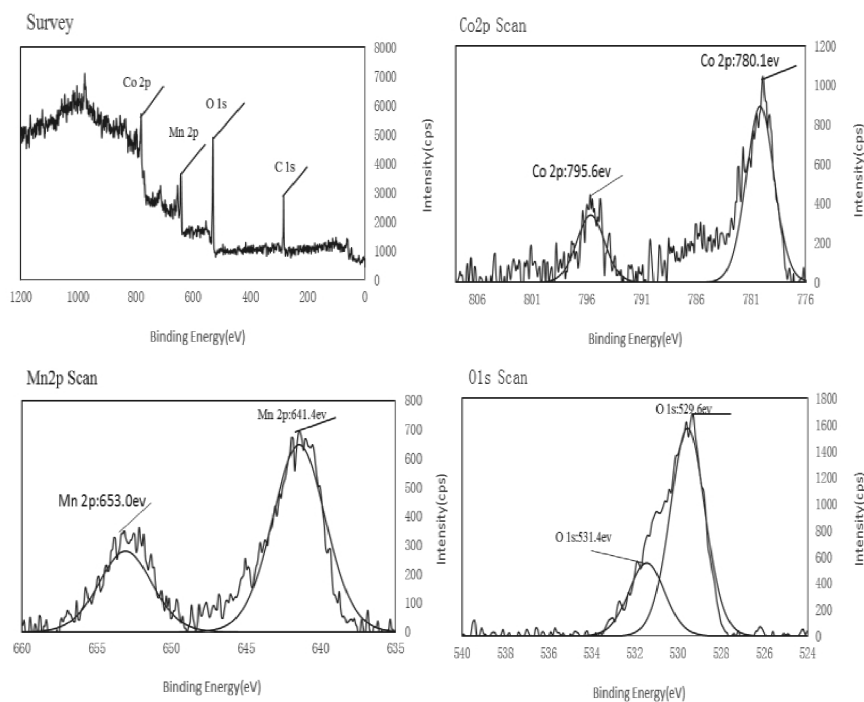 Survey
8000
7000
6000
5000
4000
3000
2000
1000
0
Intensity(cps)
Co 2p
Mn 2p
O 1s
C 1s
1200 1000 800 600 400 200 0
Binding Energy(eV)
Co2p Scan
1200
1000
800
600
400
200
0
Intensity(cps)
Co 2p:780.1ev
Co 2p:795.6ev
806 801 796 791 786 781 776
Binding Energy(eV)
Mn2p Scan
800
700
600
500
400
300
200
100
0
Intensity(cps)
Mn 2p:641.4ev
Mn 2p:653.0ev
660 655 650 645 640 635
Binding Energy(eV)
O1s Scan
1800
1600
1400
1200
1000
800
600
400
200
0
Intensity(cps)
O 1s:529.6ev
O 1s:531.4ev
540 538 536 534 532 530 528 526 524
Binding Energy(eV)